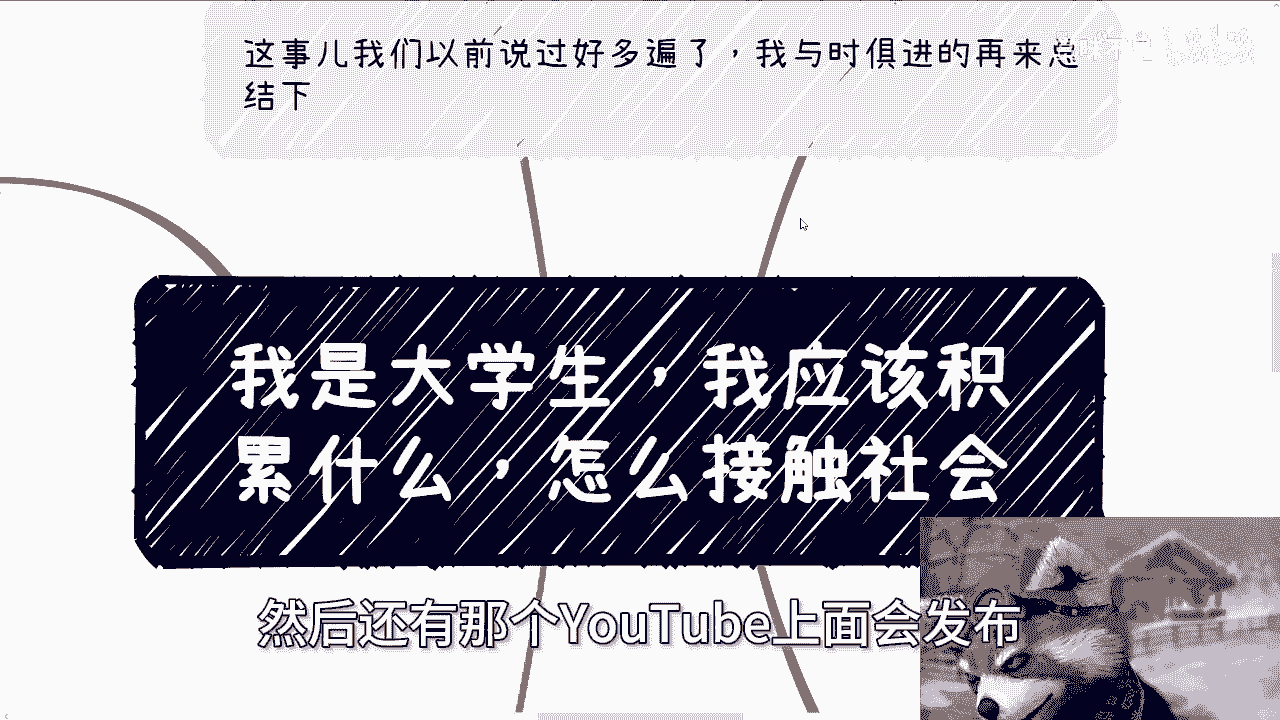 这事儿我们以前说过好多遍了，我与时俱进的再来总
结下
我是大学生，我应该积
累什么，怎么接触社会
然后还有那个YouTube上面会发布